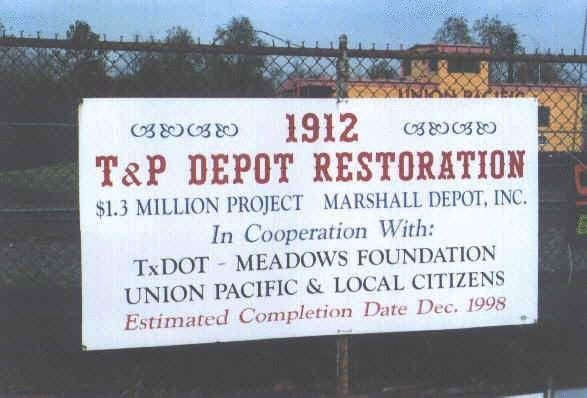 UNION PACIFIC
1912
T&P DEPOT RESTORATION
$1.3 MILLION PROJECT MARSHALL DEPOT, INC.
In Cooperation With:
TXDOT - MEADOWS FOUNDATION
UNION PACIFIC & LOCAL CITIZENS
Estimated Completion Date Dec. 1998